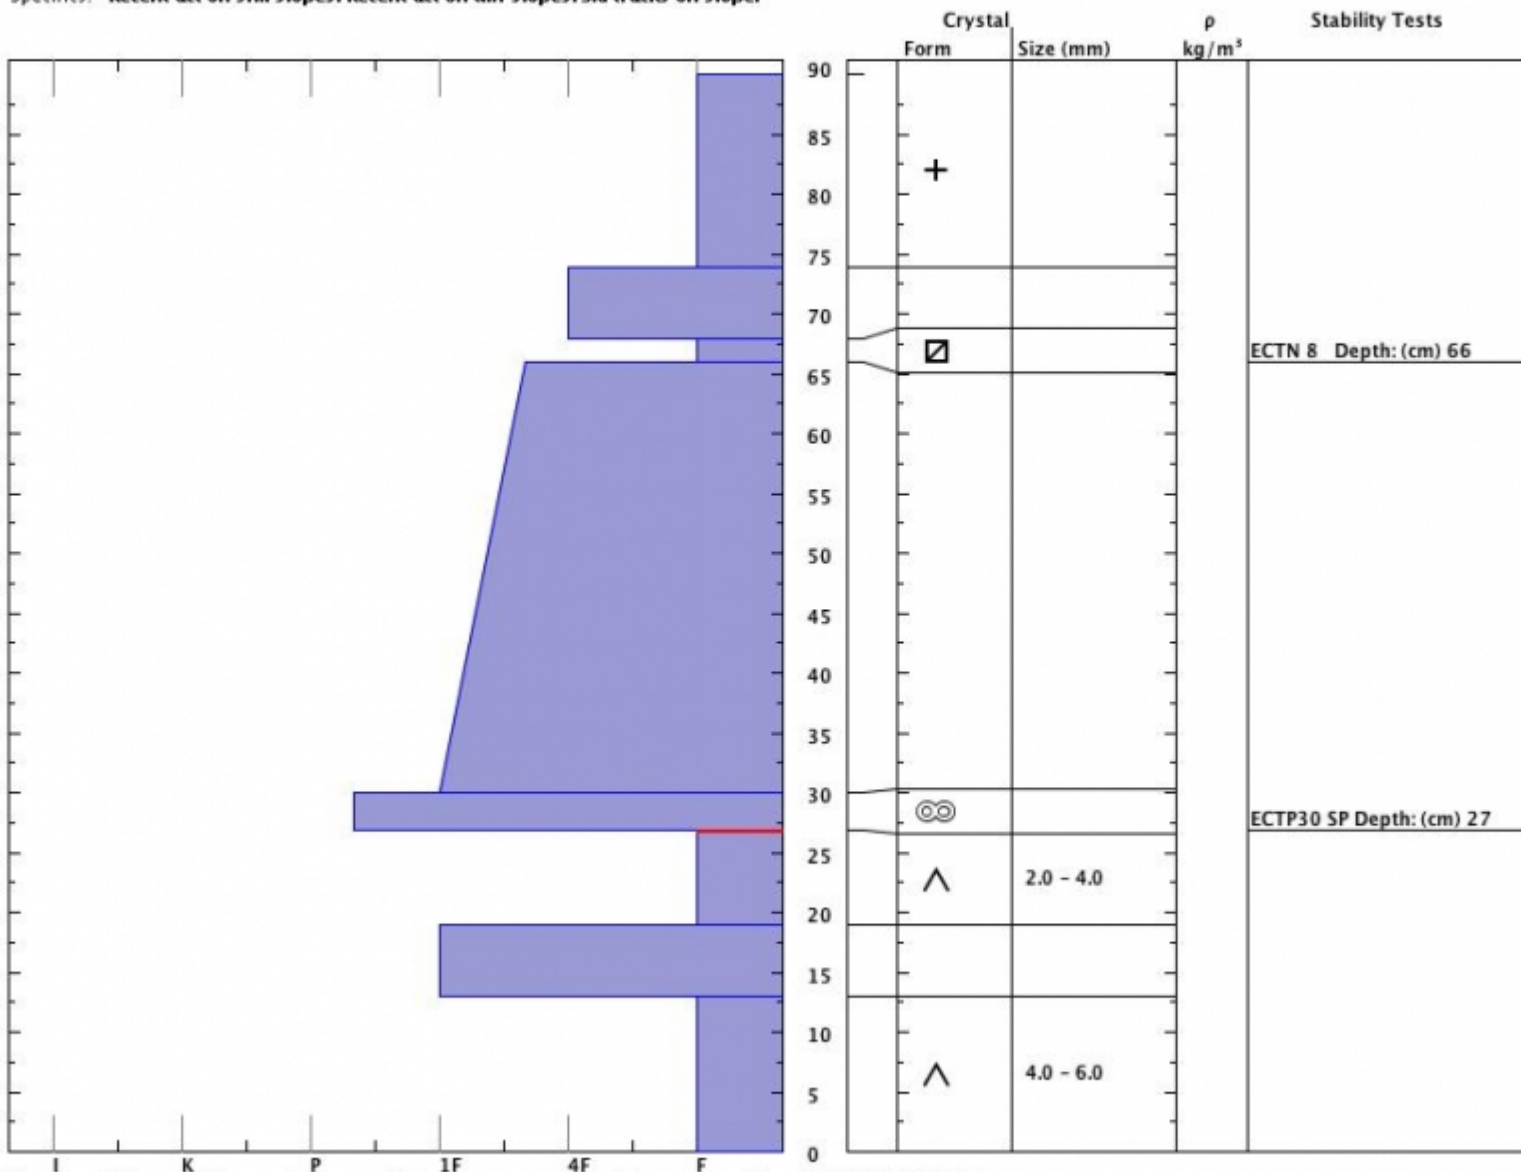 Crystal ρ Stability Tests
Form Size (mm) kg/m³
90
85
+
80
75
70
ECTN 8 Depth: (cm) 66
65
60
55
50
45
40
35
30
ECTP30 SP Depth: (cm) 27
25
2.0 – 4.0
20
15
10
4.0 – 6.0
5
0
I K P 1F 4F F